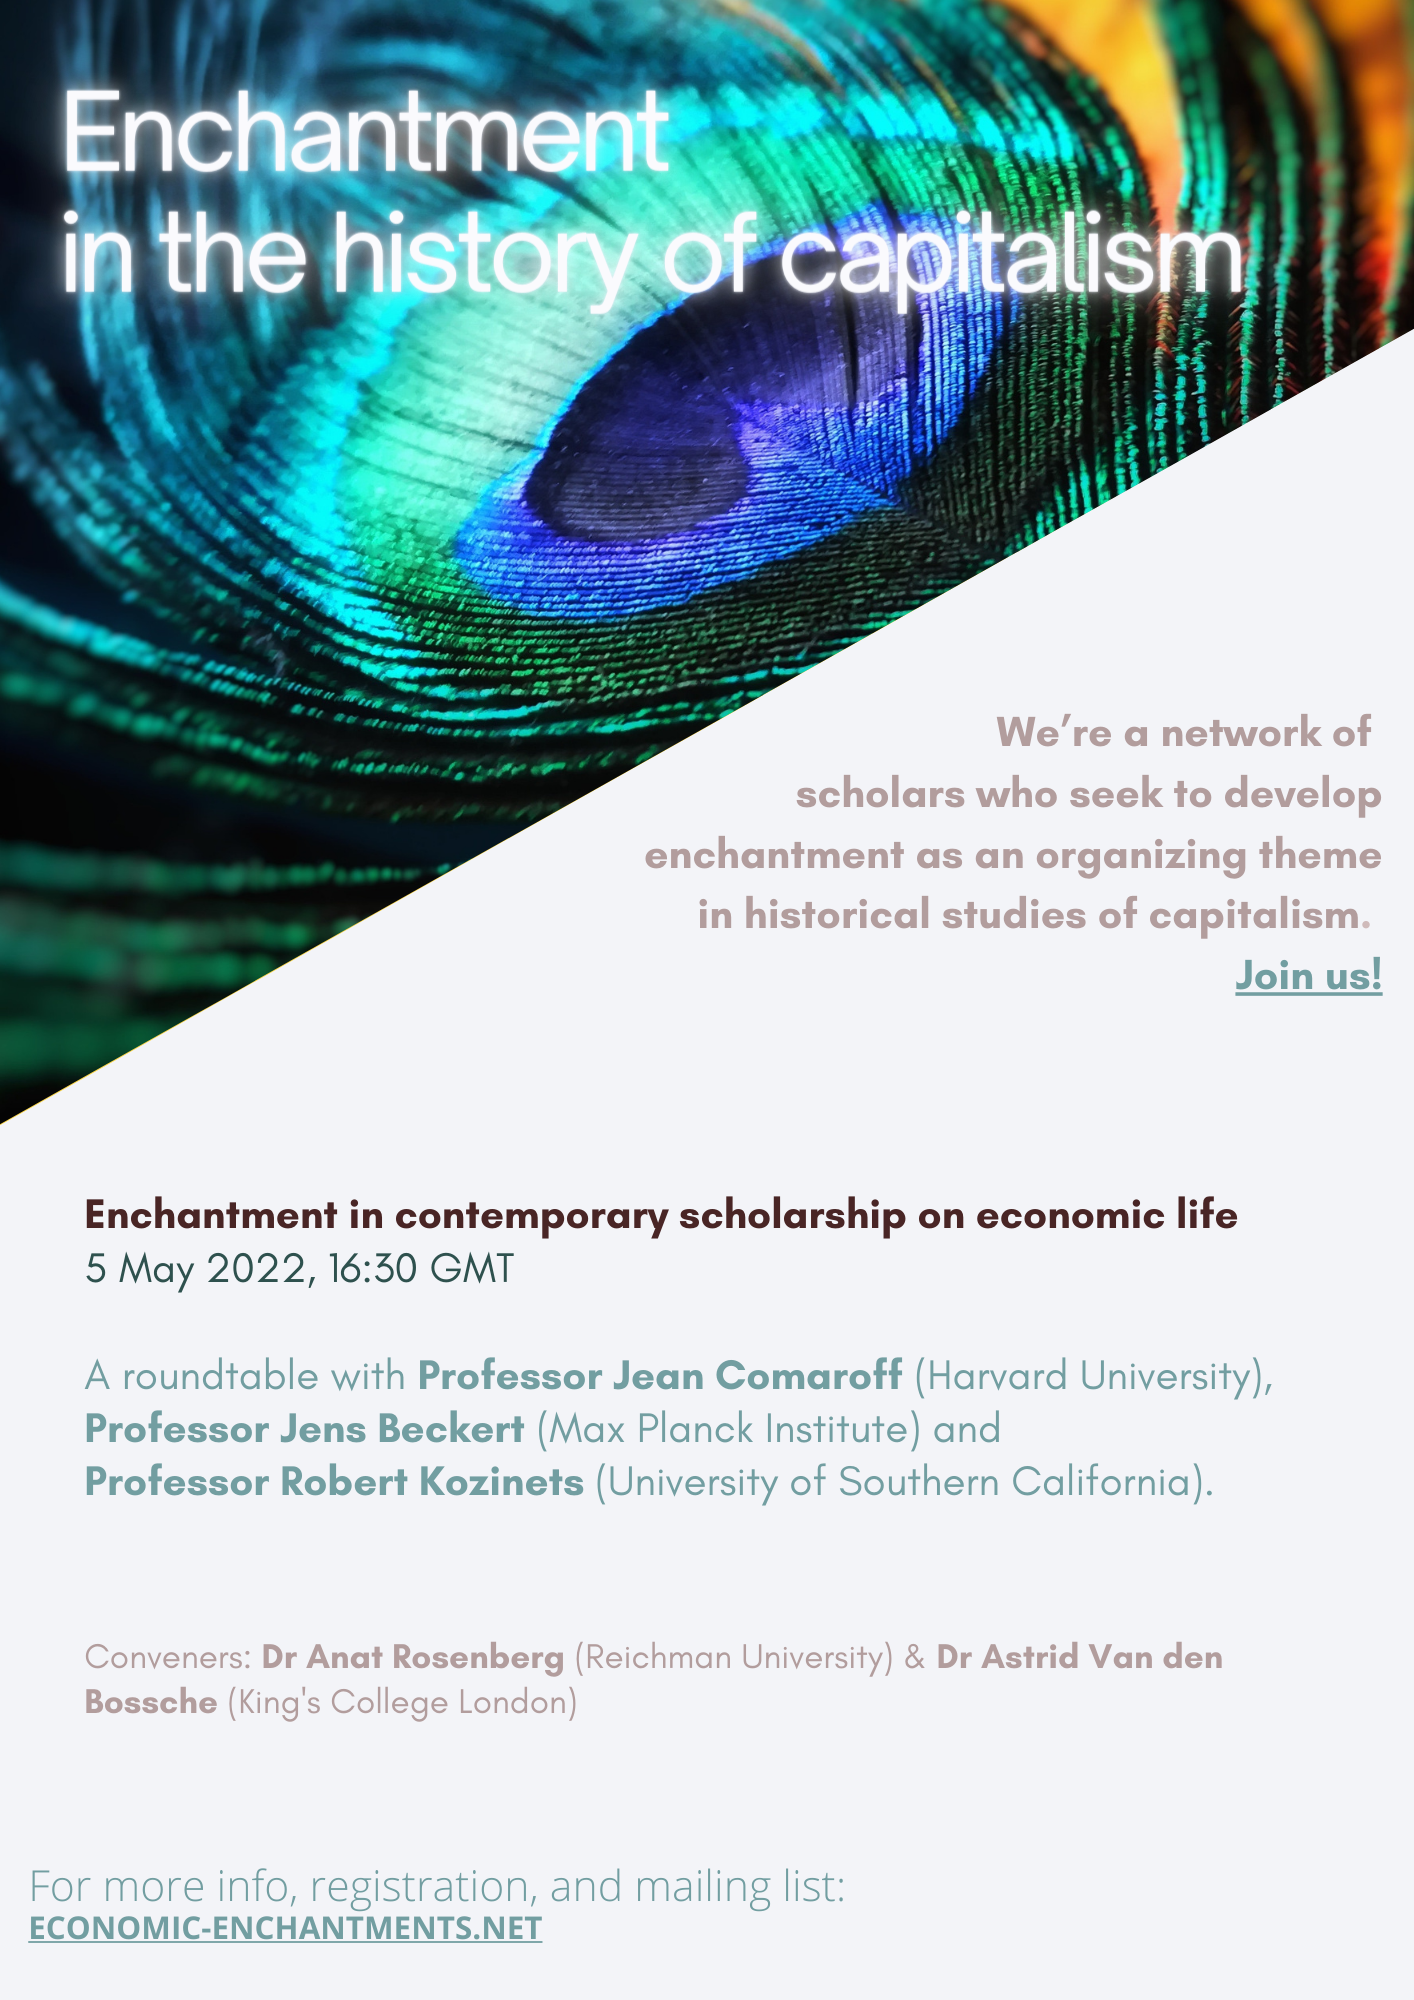 Enchantment
in the history of capitalism
We’re a network of
scholars who seek to develop
enchantment as an organizing theme
in historical studies of capitalism.
Join us!
Enchantment in contemporary scholarship on economic life
5 May 2022, 16:30 GMT
A roundtable with Professor Jean Comaroff (Harvard University),
Professor Jens Beckert (Max Planck Institute) and
Professor Robert Kozinets (University of Southern California).
Conveners: Dr Anat Rosenberg (Reichman University) & Dr Astrid Van den
Bossche (King's College London)
For more info, registration, and mailing list:
ECONOMIC-ENCHANTMENTS.NET